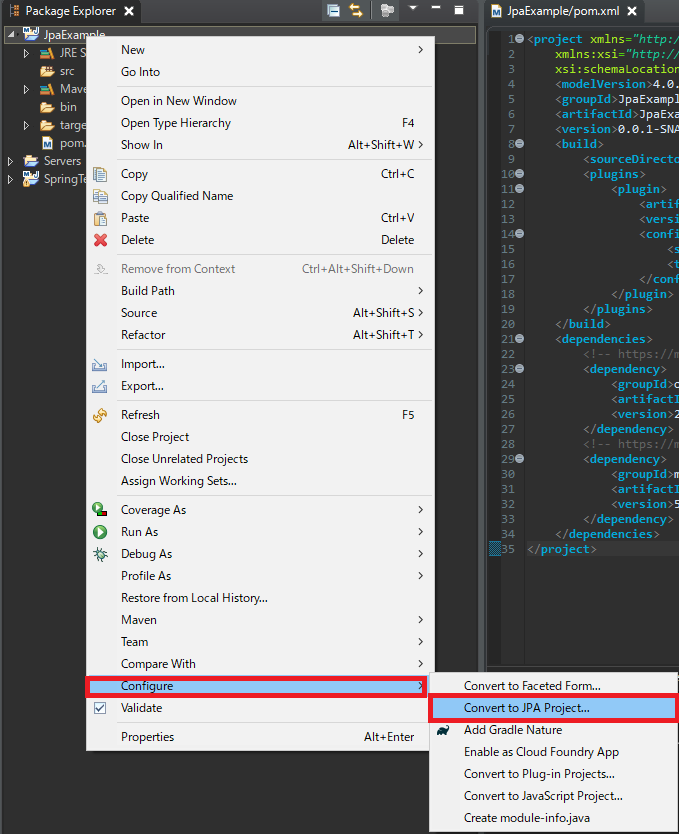 Package Explorer
JpaExample
JRE S
src
Mave
bin
targe
pom.
Servers
SpringTe
New
Go Into
Open in New Window
Open Type Hierarchy F4
Show In Alt+Shift+W
Copy Ctrl+C
Copy Qualified Name
Paste Ctrl+V
Delete Delete
Remove from Context Ctrl+Alt+Shift+Down
Build Path
Source Alt+Shift+S
Refactor Alt+Shift+T
Import...
Export...
Refresh F5
Close Project
Close Unrelated Projects
Assign Working Sets...
Coverage As
Run As
Debug As
Profile As
Restore from Local History...
Maven
Team
Compare With
Configure
Validate
Properties Alt+Enter
Convert to Faceted Form...
Convert to JPA Project...
Add Gradle Nature
Enable as Cloud Foundry App
Convert to Plug-in Projects...
Convert to JavaScript Project...
Create module-info.java
JpaExample/pom.xml
1 <project xmlns="http:/
2 xmlns:xsi="http:/
3 xsi:schemaLocation
4 <modelVersion>4.0.
5 <groupId>JpaExampl
6 <artifactId>JpaExa
7 <version>0.0.1-SNA
8 <build>
9 <sourceDirecto
10 <plugins>
11 <plugin>
12 <artif
13 <versi
14 <confi
15 <s
16 <t
17 </conf
18 </plugin>
19 </plugins>
20 </build>
21 <dependencies>
22 <!-- https://m
23 <dependency>
24 <groupId>c
25 <artifactI
26 <version>2
27 </dependency>
28 <!-- https://m
29 <dependency>
30 <groupId>m
31 <artifactI
32 <version>5
33 </dependency>
34 </dependencies>
35 </project>